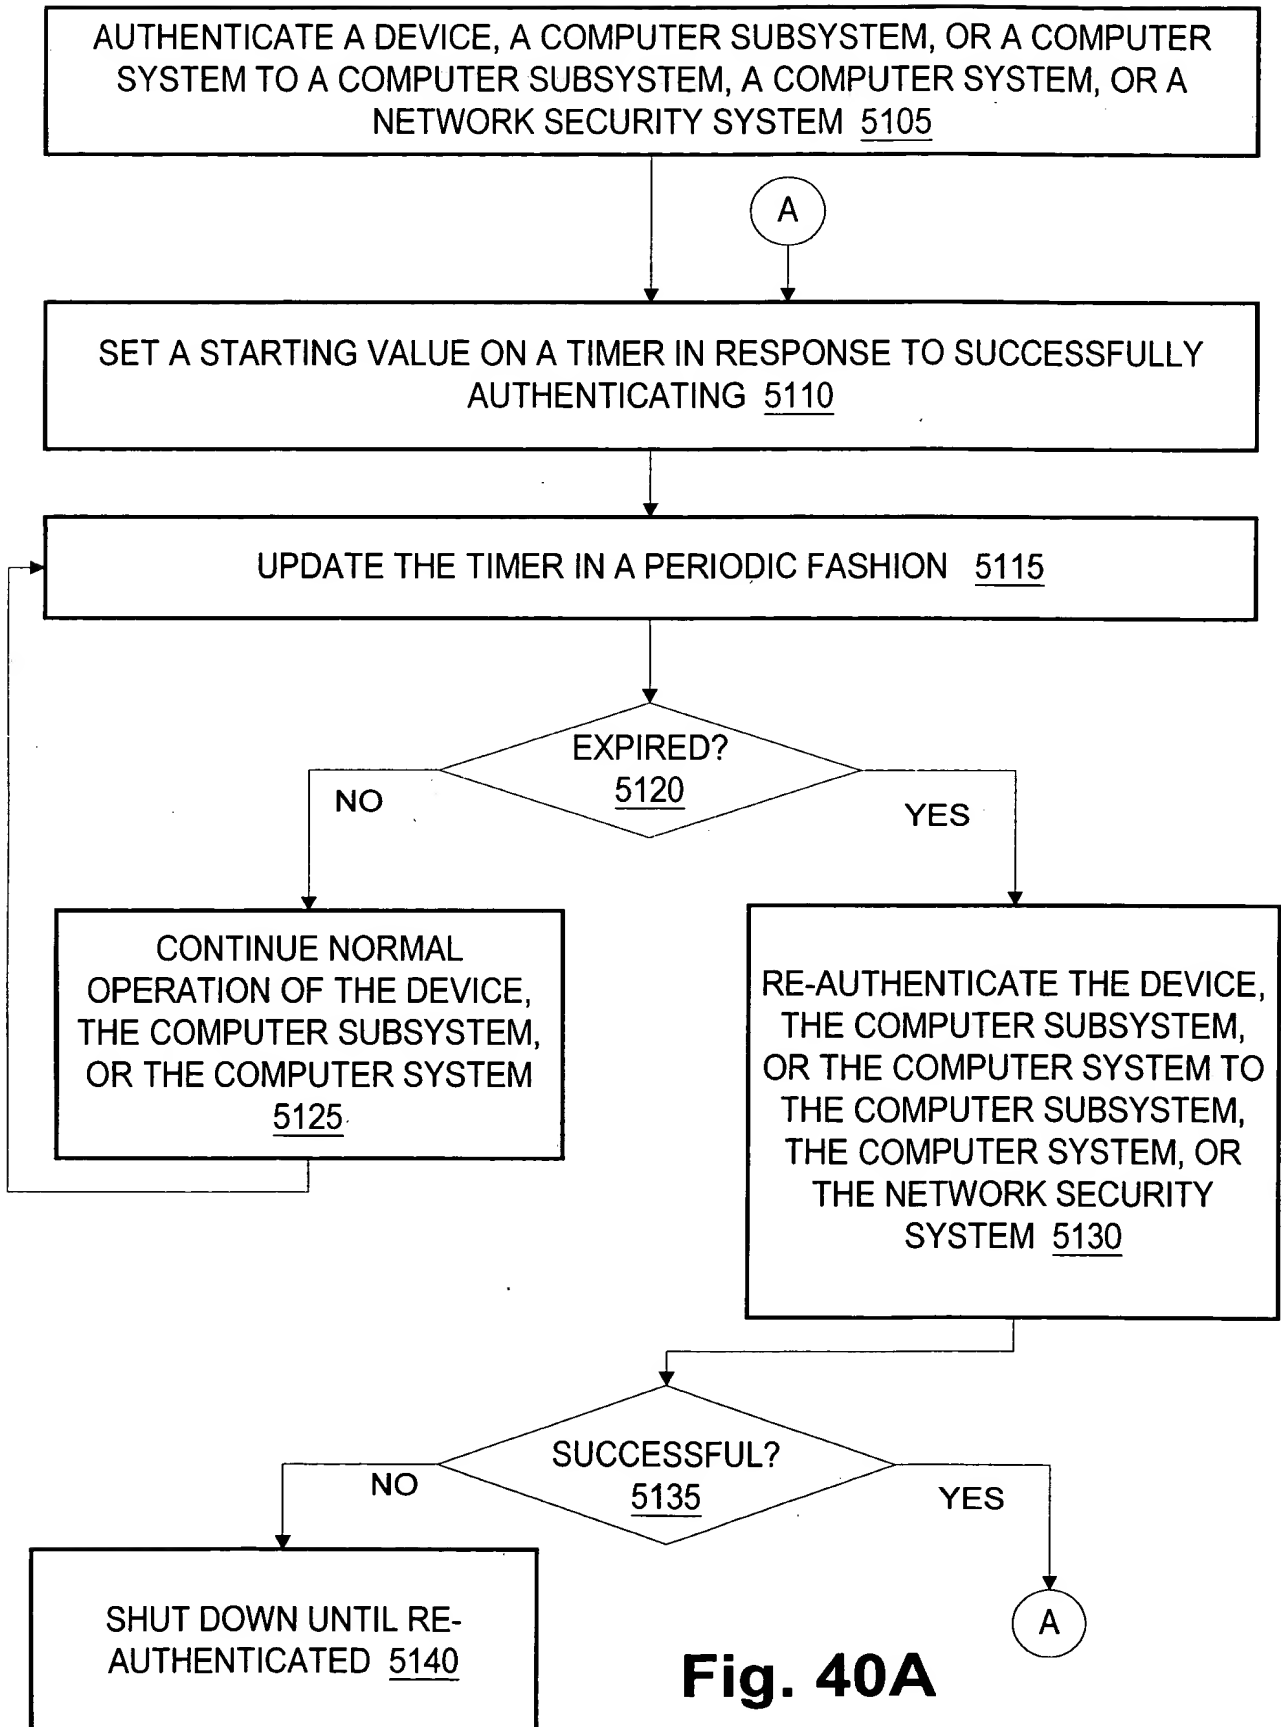 AUTHENTICATE A DEVICE, A COMPUTER SUBSYSTEM, OR A COMPUTER
SYSTEM TO A COMPUTER SUBSYSTEM, A COMPUTER SYSTEM, OR A
NETWORK SECURITY SYSTEM 5105
A
SET A STARTING VALUE ON A TIMER IN RESPONSE TO SUCCESSFULLY
AUTHENTICATING 5110
UPDATE THE TIMER IN A PERIODIC FASHION 5115
EXPIRED?
5120
NO
YES
CONTINUE NORMAL
OPERATION OF THE DEVICE,
THE COMPUTER SUBSYSTEM,
OR THE COMPUTER SYSTEM
5125
RE-AUTHENTICATE THE DEVICE,
THE COMPUTER SUBSYSTEM,
OR THE COMPUTER SYSTEM TO
THE COMPUTER SUBSYSTEM,
THE COMPUTER SYSTEM, OR
THE NETWORK SECURITY
SYSTEM 5130
SUCCESSFUL?
5135
NO
YES
SHUT DOWN UNTIL RE-
AUTHENTICATED 5140
A
Fig. 40A